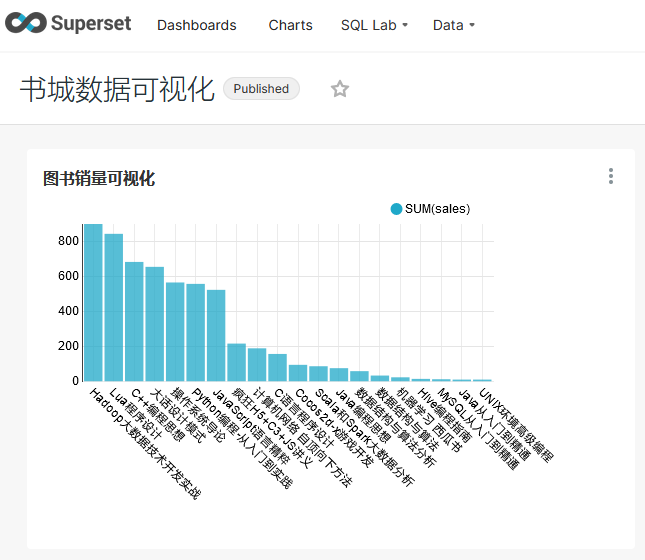 Superset
Dashboards
Charts
SQL Lab
Data
书城数据可视化
Published
图书销量可视化
SUM(sales)
800
600
400
200
0
Hadoop大数据技术开发实战
Lua程序设计
C++编程思想
大话设计模式
操作系统导论
Python编程-从入门到实践
JavaScript语言精粹
疯狂H5+C3+JS讲义
计算机网络 自顶向下方法
C语言程序设计
Cocos2d-x游戏开发
Scala和Spark大数据分析
Java编程思想
数据结构与算法分析
数据结构与算法
机器学习 西瓜书
Hive编程指南
MySQL从入门到精通
Java从入门到精通
UNIX环境高级编程